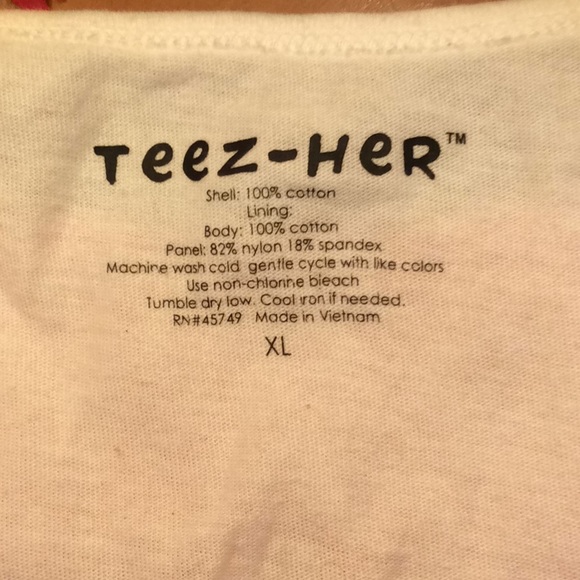 TeeZ-HeR™
Shell: 100% cotton
Lining:
Body: 100% cotton
Panel: 82% nylon 18% spandex
Machine wash cold gentle cycle with like colors
Use non-chlorine bleach
Tumble dry low. Cool iron if needed.
RN#45749 Made in Vietnam
XL